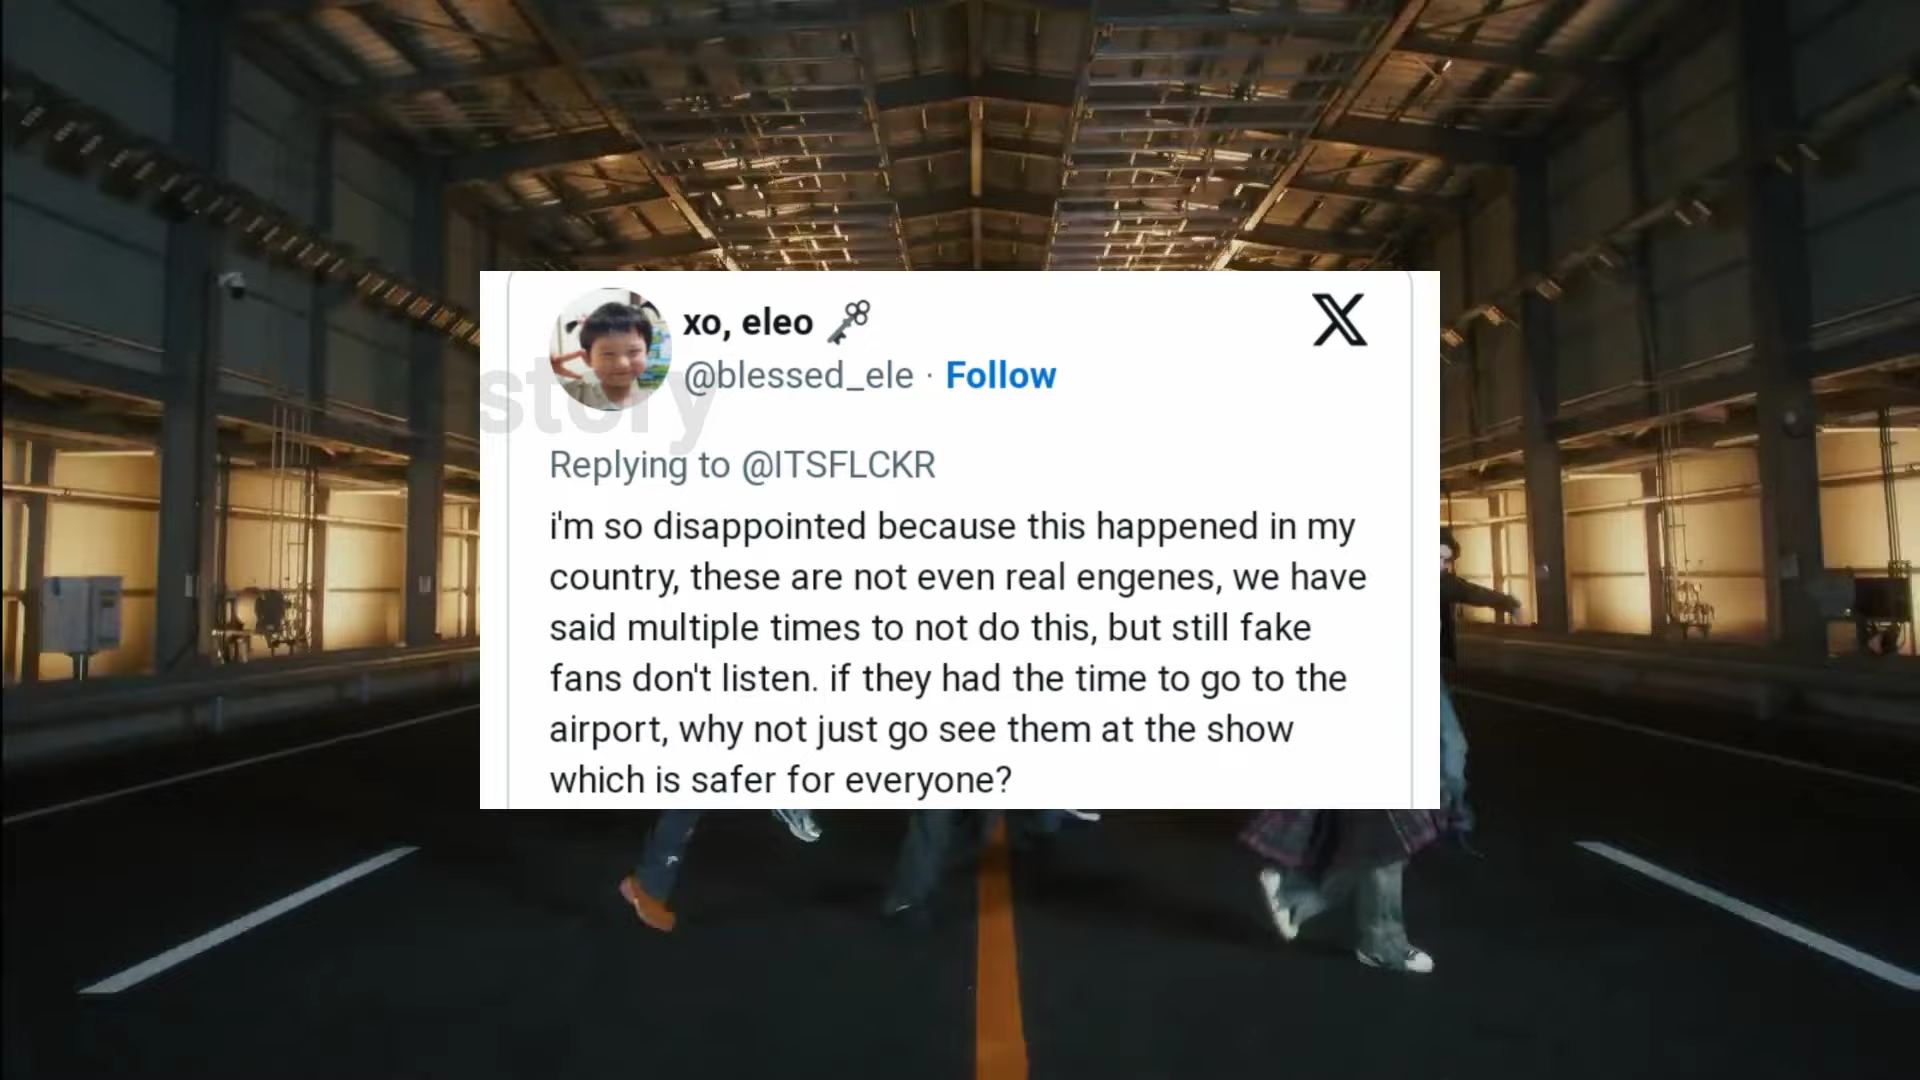 xo, eleo
@blessed_ele · Follow
story
Replying to @ITSFLCKR
i'm so disappointed because this happened in my
country, these are not even real engenes, we have
said multiple times to not do this, but still fake
fans don't listen. if they had the time to go to the
airport, why not just go see them at the show
which is safer for everyone?